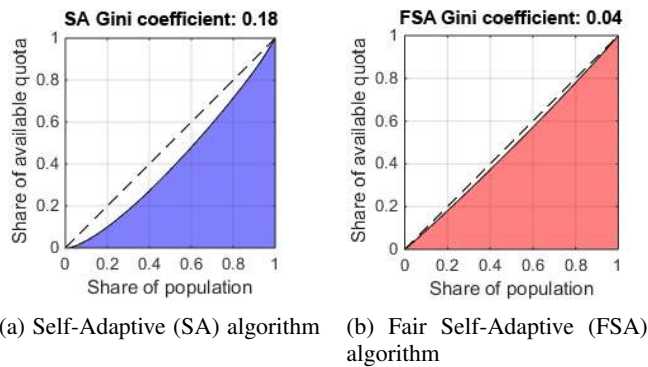 SA Gini coefficient: 0.18
Share of available quota
1
0.8
0.6
0.4
0.2
0
0 0.2 0.4 0.6 0.8 1
Share of population
(a) Self-Adaptive (SA) algorithm
FSA Gini coefficient: 0.04
Share of available quota
1
0.8
0.6
0.4
0.2
0
0 0.2 0.4 0.6 0.8 1
Share of population
(b) Fair Self-Adaptive (FSA)
algorithm